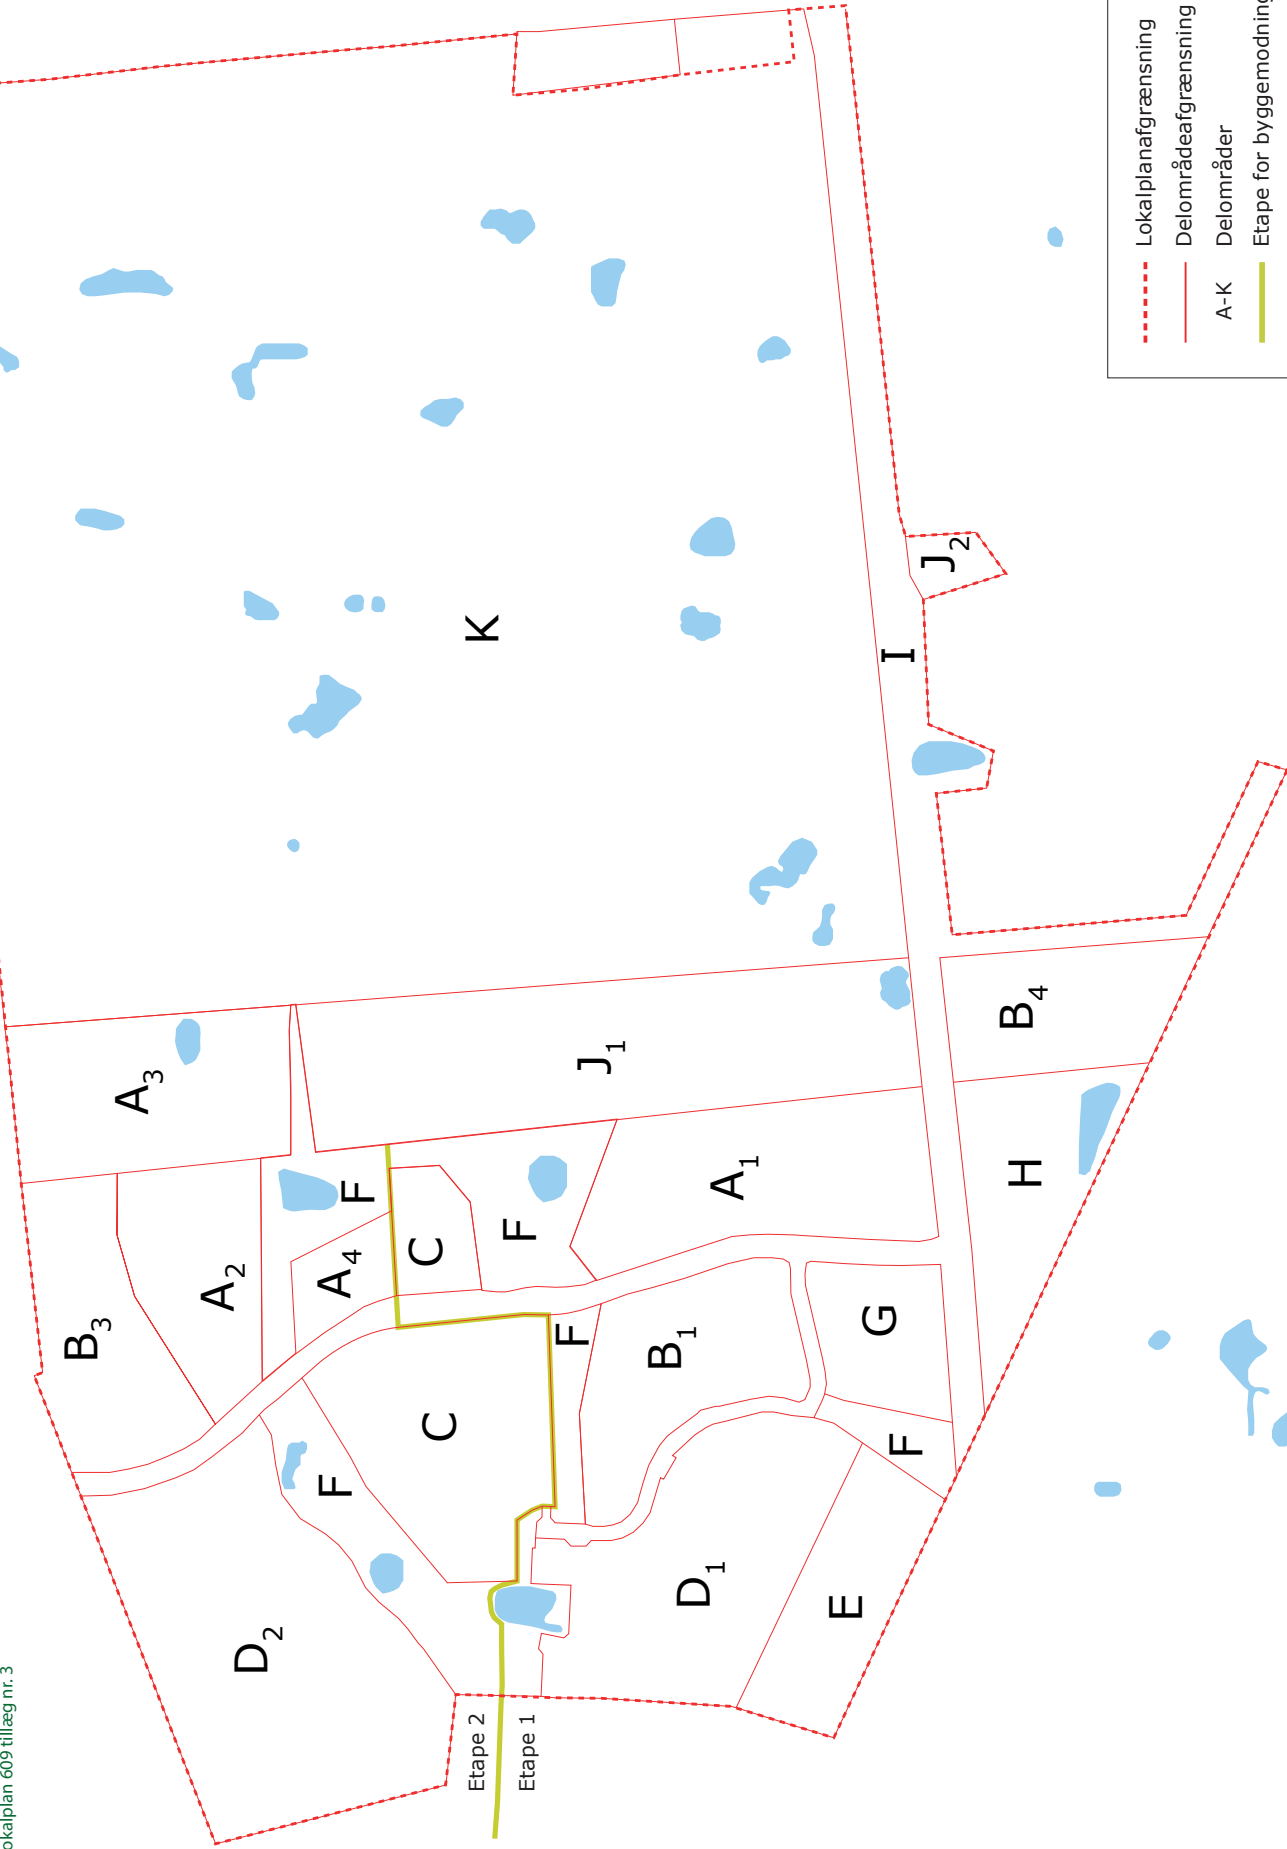 okalplan 609 tillæg nr. 3
B3
A3
A2
A4
F
D2
F
C
C
F
K
J1
A1
F
B1
G
F
D1
E
Etape 2
Etape 1
I
J2
B4
H
Lokalplanafgrænsning
Delområdeafgrænsning
A-K Delområder
Etape for byggemodning